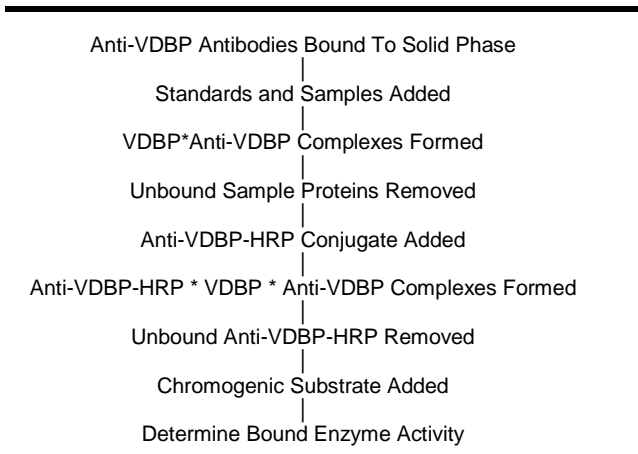 Anti-VDBP Antibodies Bound To Solid Phase
Standards and Samples Added
VDBP*Anti-VDBP Complexes Formed
Unbound Sample Proteins Removed
Anti-VDBP-HRP Conjugate Added
Anti-VDBP-HRP * VDBP * Anti-VDBP Complexes Formed
Unbound Anti-VDBP-HRP Removed
Chromogenic Substrate Added
Determine Bound Enzyme Activity